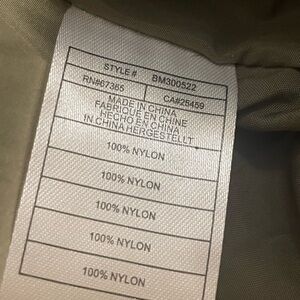 STYLE # BM300522
RN#67365 CA#25459
MADE IN CHINA
FABRIQUE EN CHINE
HECHO EN CHINA
IN CHINA HERGESTELLT
100% NYLON
100% NYLON
100% NYLON
100% NYLON
100% NYLON